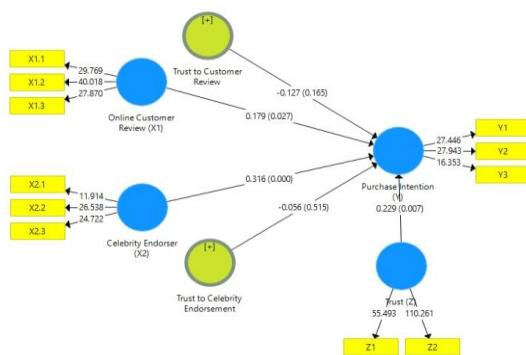 [+]
Trust to Customer
Review
X1.1
X1.2
X1.3
29.769
40.018
27.870
Online Customer
Review (X1)
-0.127 (0.165)
0.179 (0.027)
X2.1
X2.2
X2.3
11.914
26.538
24.722
Celebrity Endorser
(X2)
0.316 (0.000)
-0.056 (0.515)
[+]
Trust to Celebrity
Endorsement
Purchase Intention
(Y)
27.446
27.943
16.353
Y1
Y2
Y3
0.229 (0.007)
Trust (Z)
55.493
110.261
Z1
Z2